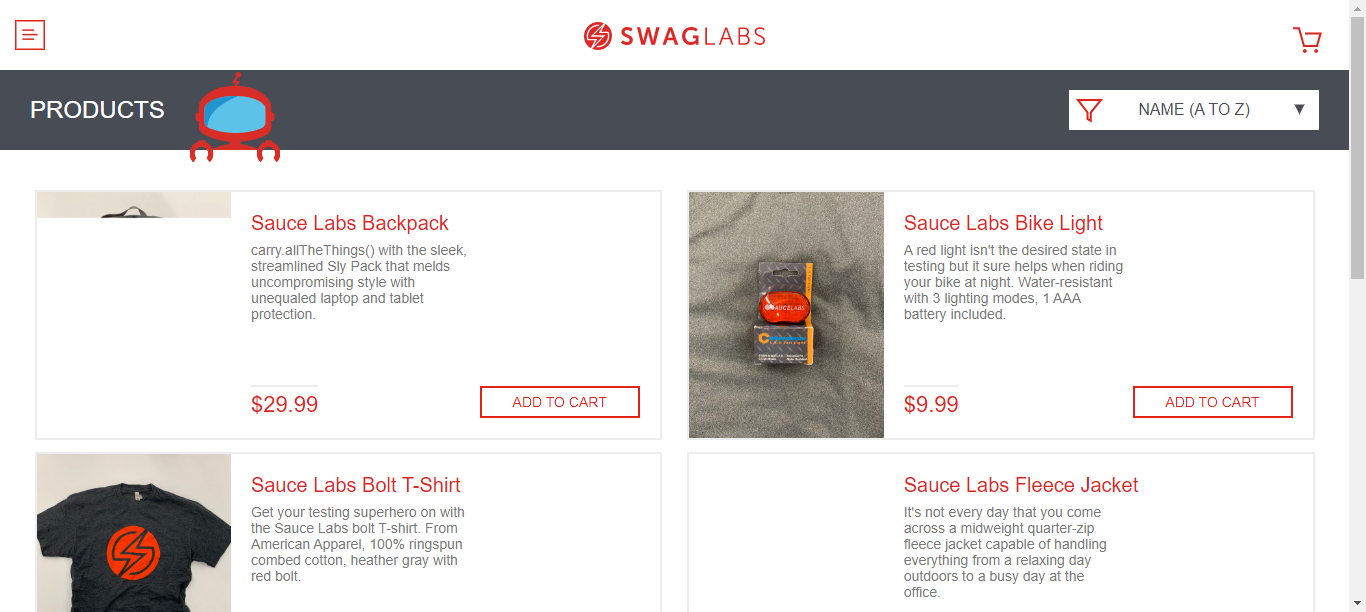 SWAGLABS
PRODUCTS
NAME (A TO Z)
Sauce Labs Backpack
carry.allTheThings() with the sleek,
streamlined Sly Pack that melds
uncompromising style with
unequaled laptop and tablet
protection.
$29.99
ADD TO CART
Sauce Labs Bike Light
A red light isn't the desired state in
testing but it sure helps when riding
your bike at night. Water-resistant
with 3 lighting modes, 1 AAA
battery included.
$9.99
ADD TO CART
Sauce Labs Bolt T-Shirt
Get your testing superhero on with
the Sauce Labs bolt T-shirt. From
American Apparel, 100% ringspun
combed cotton, heather gray with
red bolt.
Sauce Labs Fleece Jacket
It's not every day that you come
across a midweight quarter-zip
fleece jacket capable of handling
everything from a relaxing day
outdoors to a busy day at the
office.